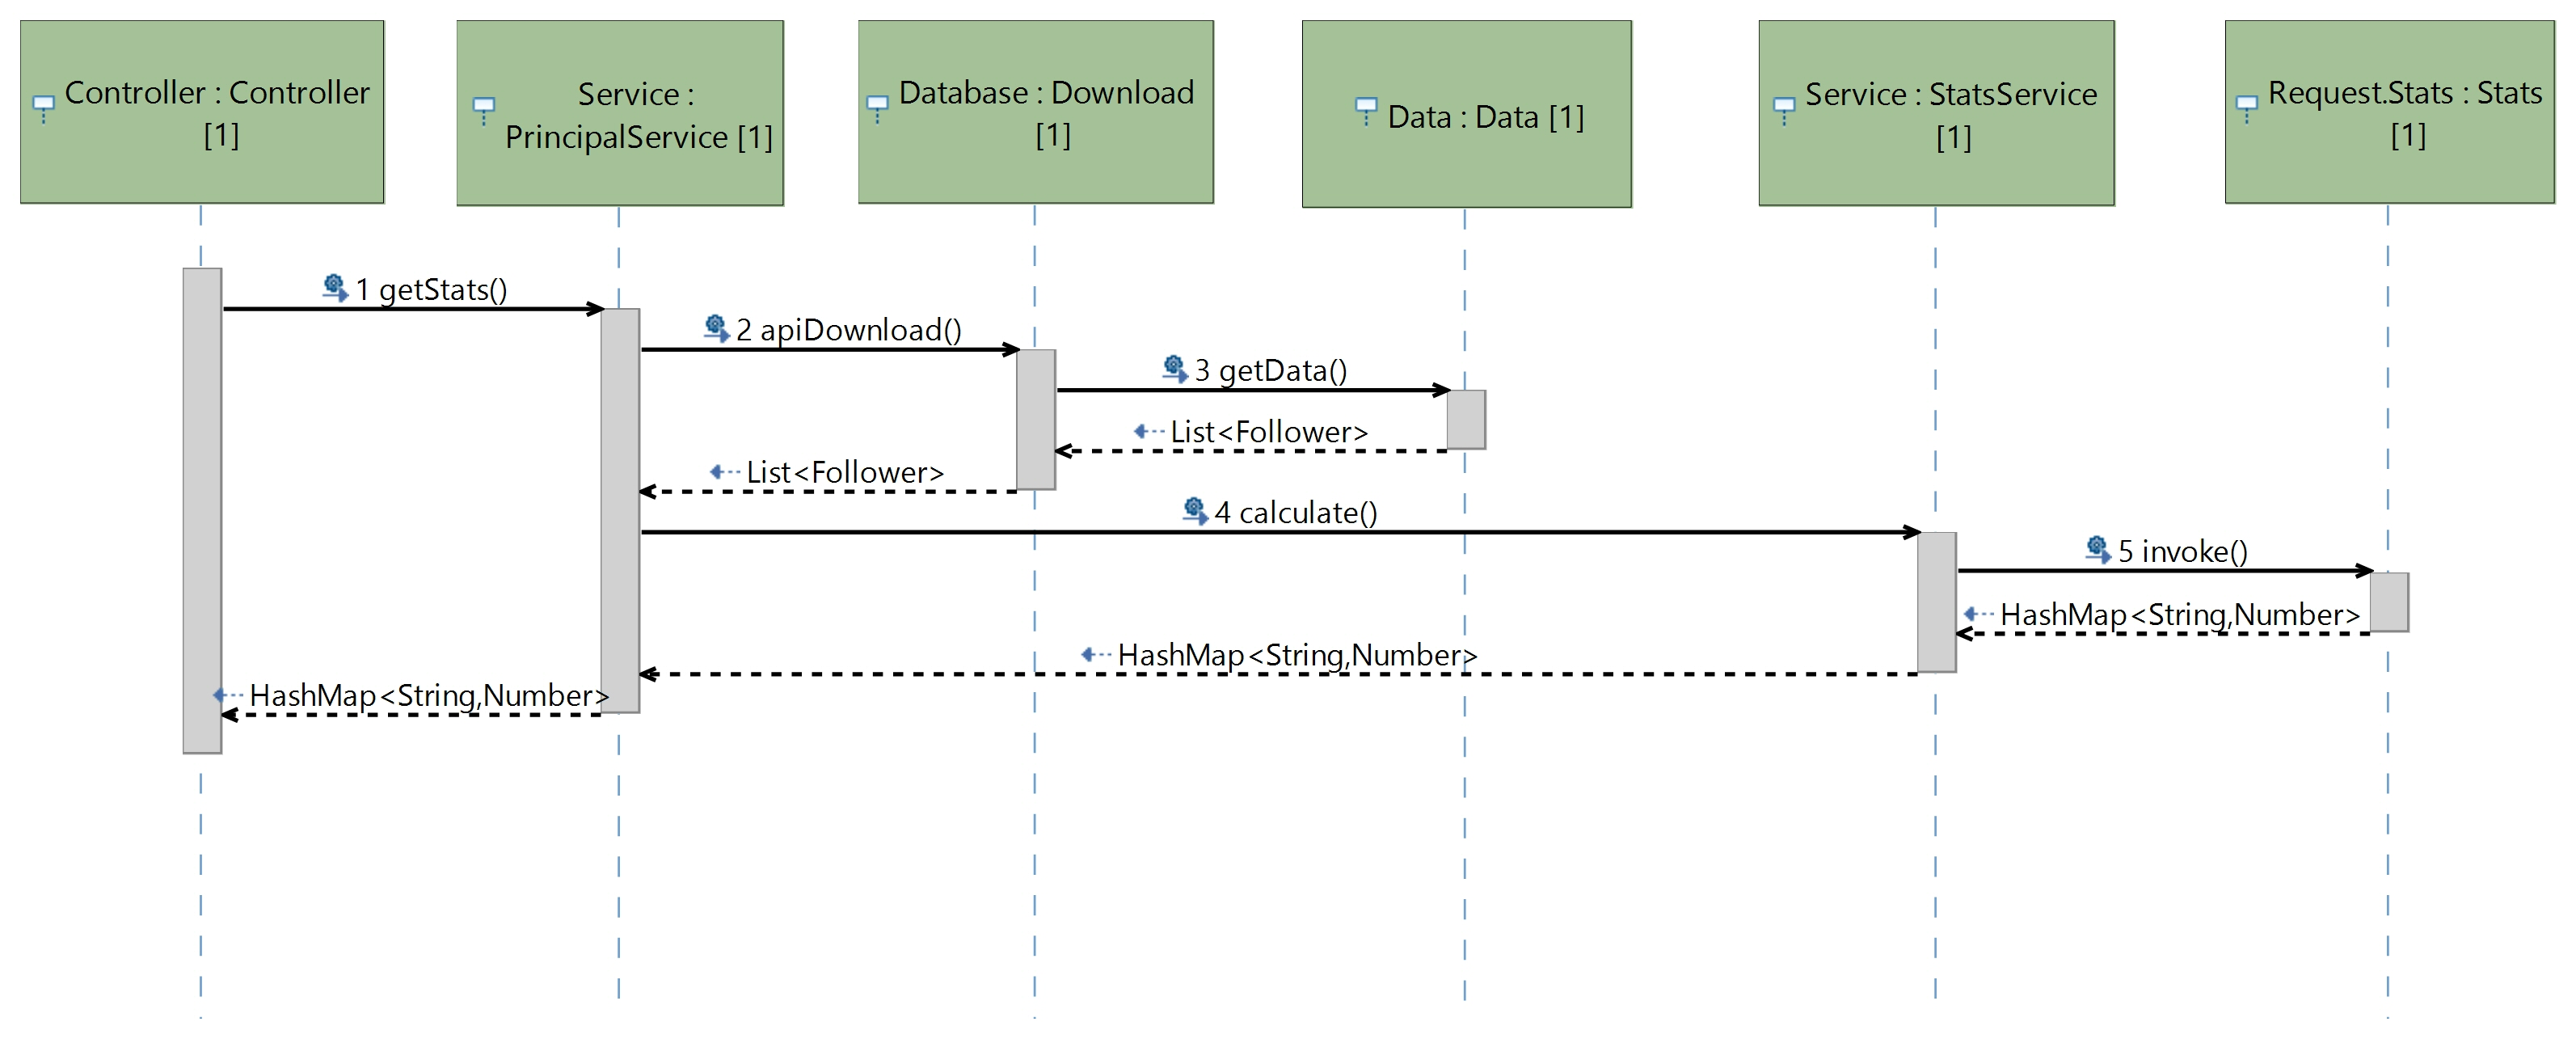 Controller : Controller
[1]
Service :
PrincipalService [1]
Database : Download
[1]
Data : Data [1]
Service : StatsService
[1]
Request.Stats : Stats
[1]
1 getStats()
2 apiDownload()
3 getData()
List<Follower>
List<Follower>
4 calculate()
5 invoke()
HashMap<String,Number>
HashMap<String,Number>
HashMap<String,Number>